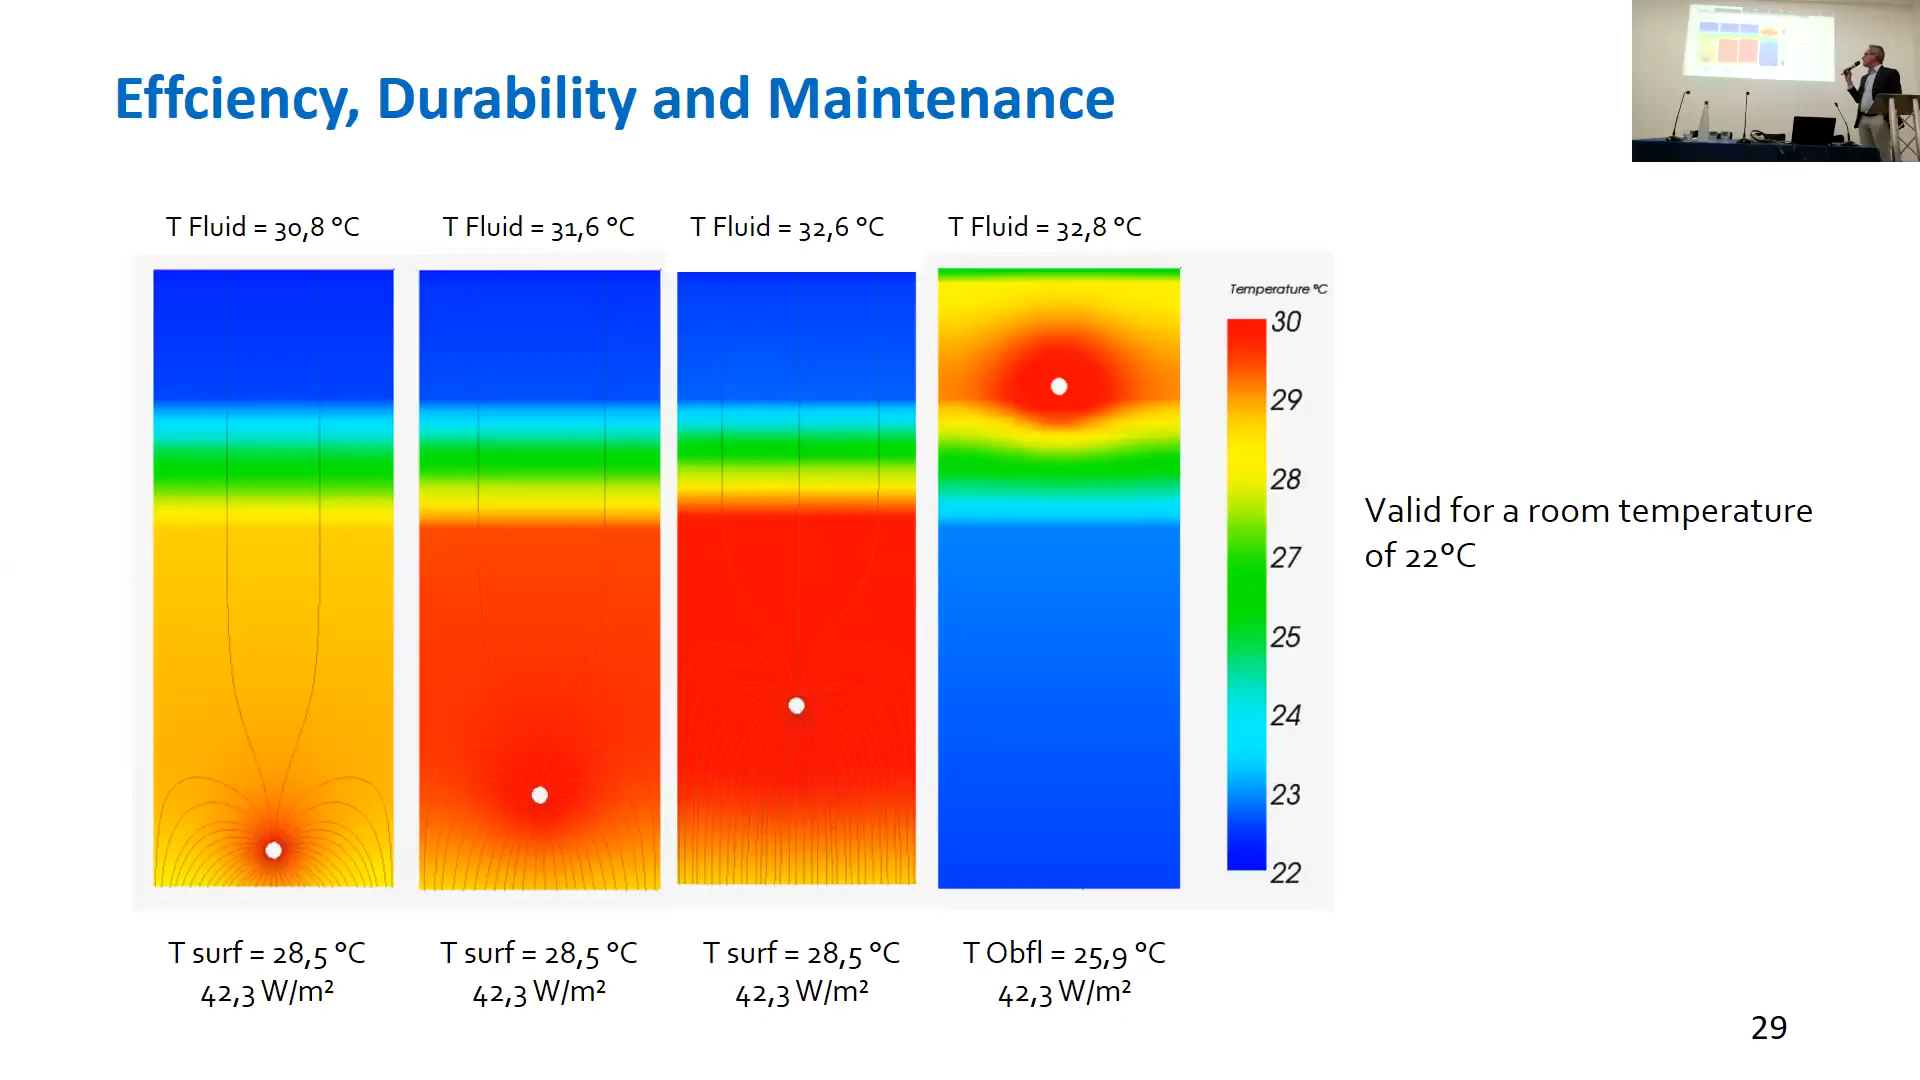 Effciency, Durability and Maintenance
T Fluid = 30,8 °C
T Fluid = 31,6 °C
T Fluid = 32,6 °C
T Fluid = 32,8 °C
Temperature °C
30
29
28
27
25
24
23
22
Valid for a room temperature
of 22°C
T surf = 28,5 °C
42,3 W/m²
T surf = 28,5 °C
42,3 W/m²
T surf = 28,5 °C
42,3 W/m²
T Obfl = 25,9 °C
42,3 W/m²
29